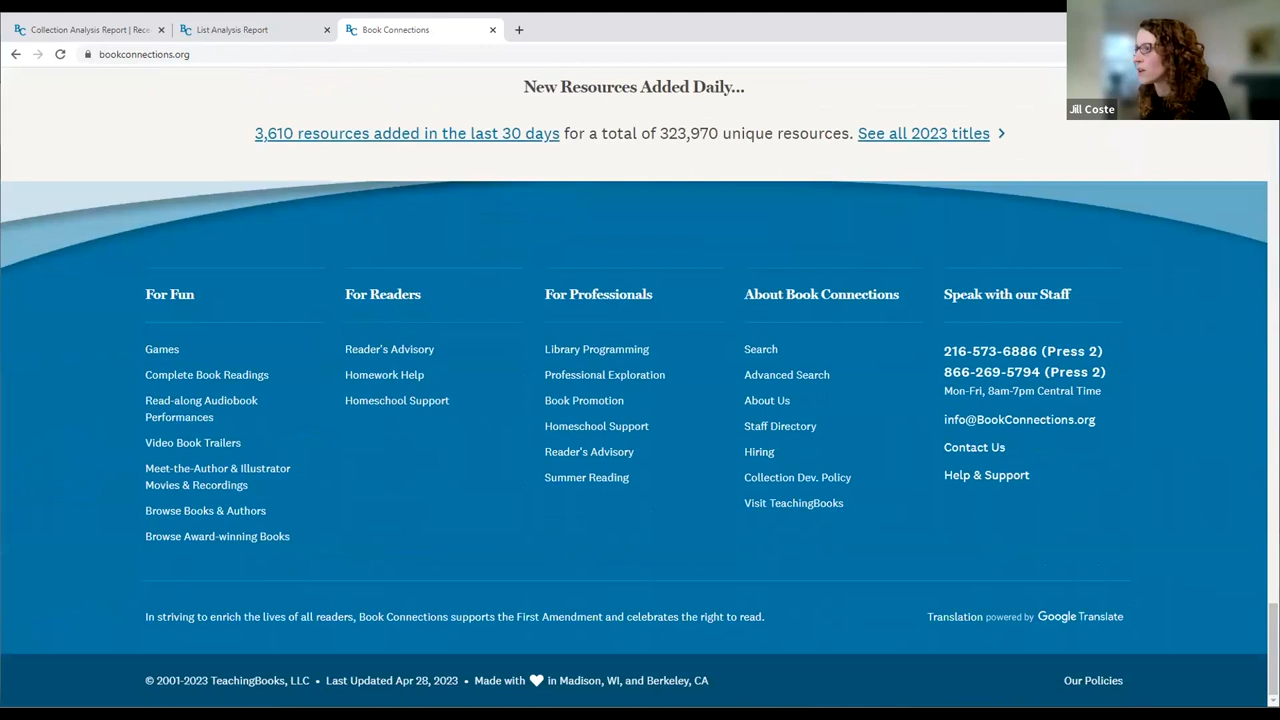 Collection Analysis Report | Rece
List Analysis Report
Book Connections
bookconnections.org
Jill Coste
New Resources Added Daily...
3,610 resources added in the last 30 days for a total of 323,970 unique resources. See all 2023 titles
For Fun
Games
Complete Book Readings
Read-along Audiobook
Performances
Video Book Trailers
Meet-the-Author & Illustrator
Movies & Recordings
Browse Books & Authors
Browse Award-winning Books
For Readers
Reader's Advisory
Homework Help
Homeschool Support
For Professionals
Library Programming
Professional Exploration
Book Promotion
Homeschool Support
Reader's Advisory
Summer Reading
About Book Connections
Search
Advanced Search
About Us
Staff Directory
Hiring
Collection Dev. Policy
Visit TeachingBooks
Speak with our Staff
216-573-6886 (Press 2)
866-269-5794 (Press 2)
Mon-Fri, 8am-7pm Central Time
info@BookConnections.org
Contact Us
Help & Support
In striving to enrich the lives of all readers, Book Connections supports the First Amendment and celebrates the right to read.
Translation powered by Google Translate
© 2001-2023 TeachingBooks, LLC • Last Updated Apr 28, 2023 • Made with ♥ in Madison, WI, and Berkeley, CA
Our Policies